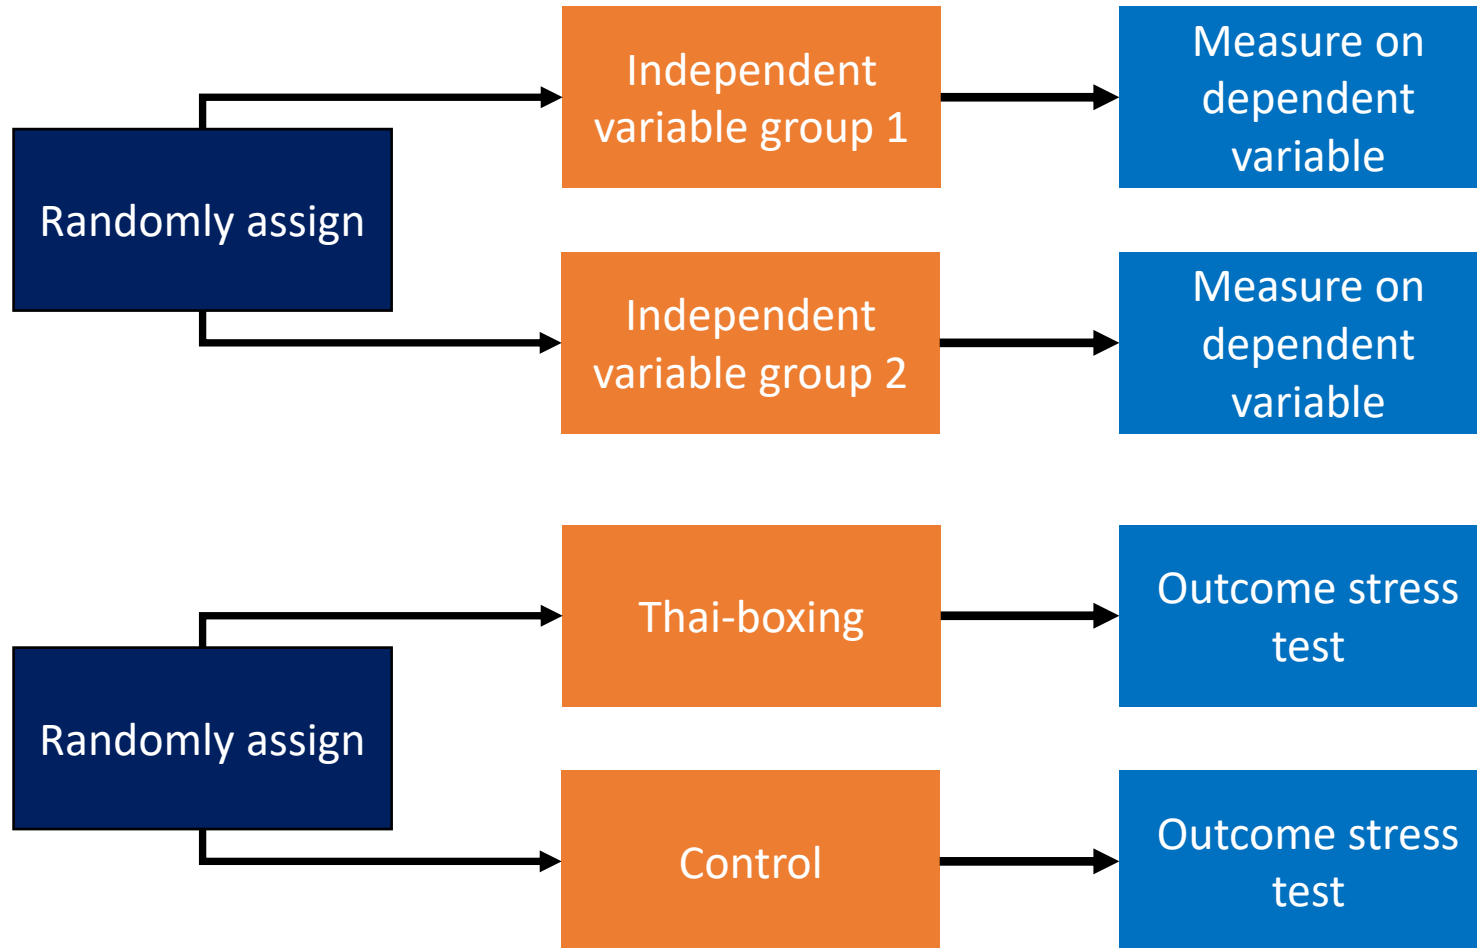 Randomly assign
Independent
variable group 1
Measure on
dependent
variable
Independent
variable group 2
Measure on
dependent
variable
Randomly assign
Thai-boxing
Outcome stress
test
Control
Outcome stress
test